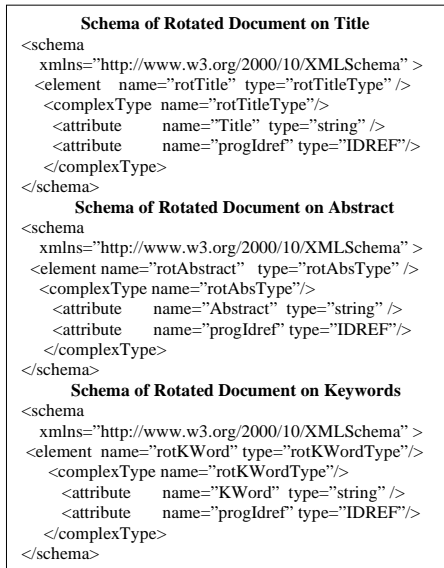 Schema of Rotated Document on Title
<schema
xmlns=”http://www.w3.org/2000/10/XMLSchema” >
<element name=”rotTitle” type=”rotTitleType” />
<complexType name=”rotTitleType”/>
<attribute name=”Title” type=”string” />
<attribute name=”progIdref” type=”IDREF”/>
</complexType>
</schema>
Schema of Rotated Document on Abstract
<schema
xmlns=”http://www.w3.org/2000/10/XMLSchema” >
<element name=”rotAbstract” type=”rotAbsType” />
<complexType name=”rotAbsType”/>
<attribute name=”Abstract” type=”string” />
<attribute name=”progIdref” type=”IDREF”/>
</complexType>
</schema>
Schema of Rotated Document on Keywords
<schema
xmlns=”http://www.w3.org/2000/10/XMLSchema” >
<element name=”rotKWord” type=”rotKWordType”/>
<complexType name=”rotKWordType”/>
<attribute name=”KWord” type=”string” />
<attribute name=”progIdref” type=”IDREF”/>
</complexType>
</schema>